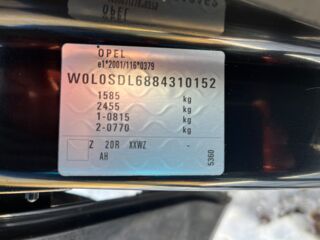 OPEL
e1*2001/116*0379
W0L0SDL6884310152
1585 kg
2455 kg
1-0815 kg
2-0770 kg
Z 20R XXWZ -
AH
5360